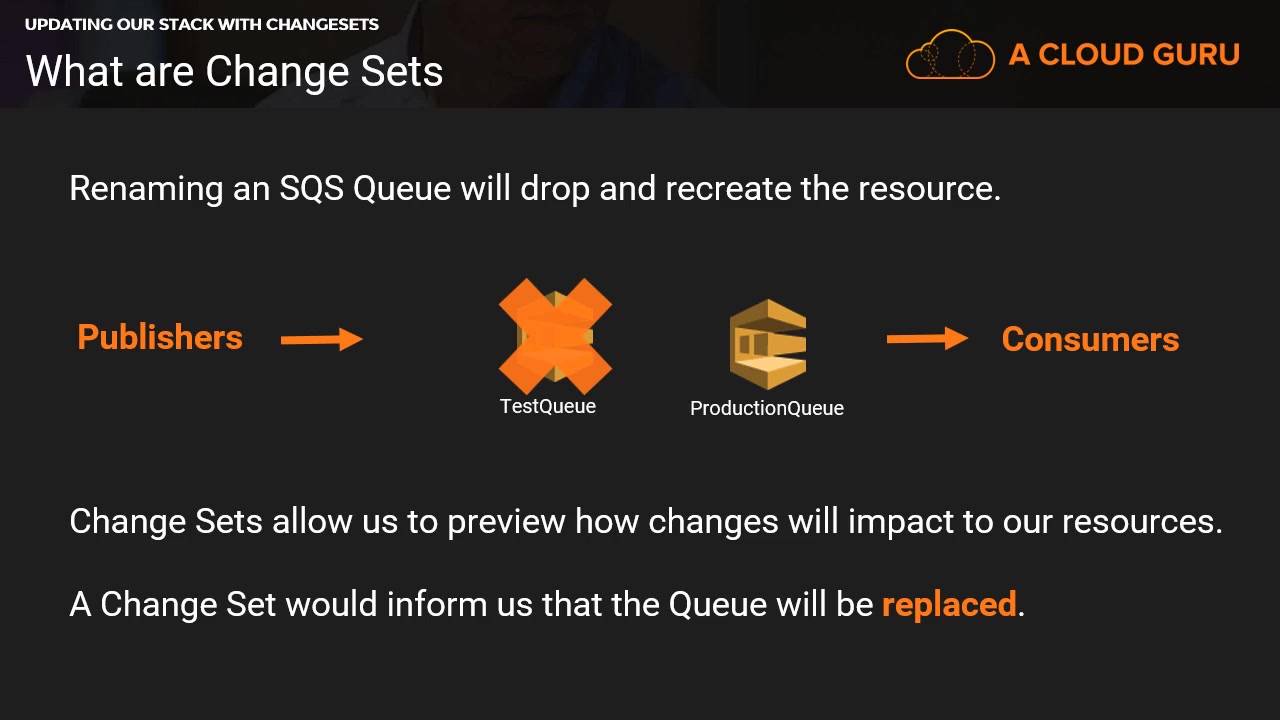 UPDATING OUR STACK WITH CHANGESETS
What are Change Sets
A CLOUD GURU
Renaming an SQS Queue will drop and recreate the resource.
Publishers
Consumers
TestQueue
ProductionQueue
Change Sets allow us to preview how changes will impact to our resources.
A Change Set would inform us that the Queue will be replaced.